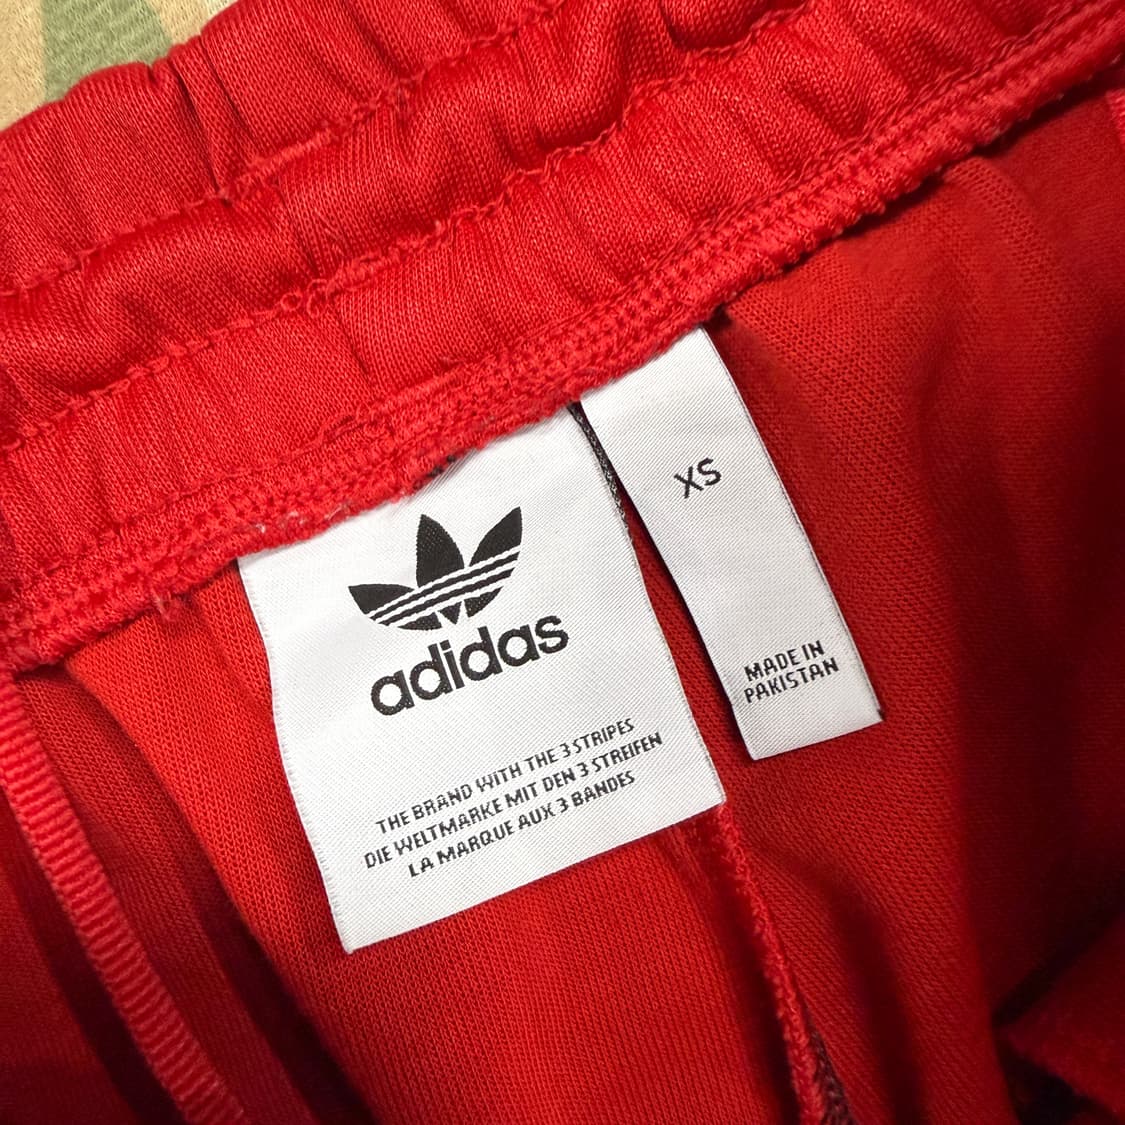 adidas
THE BRAND WITH THE 3 STRIPES
DIE WELTMARKE MIT DEN 3 STREIFEN
LA MARQUE AUX 3 BANDES
XS
MADE IN
PAKISTAN